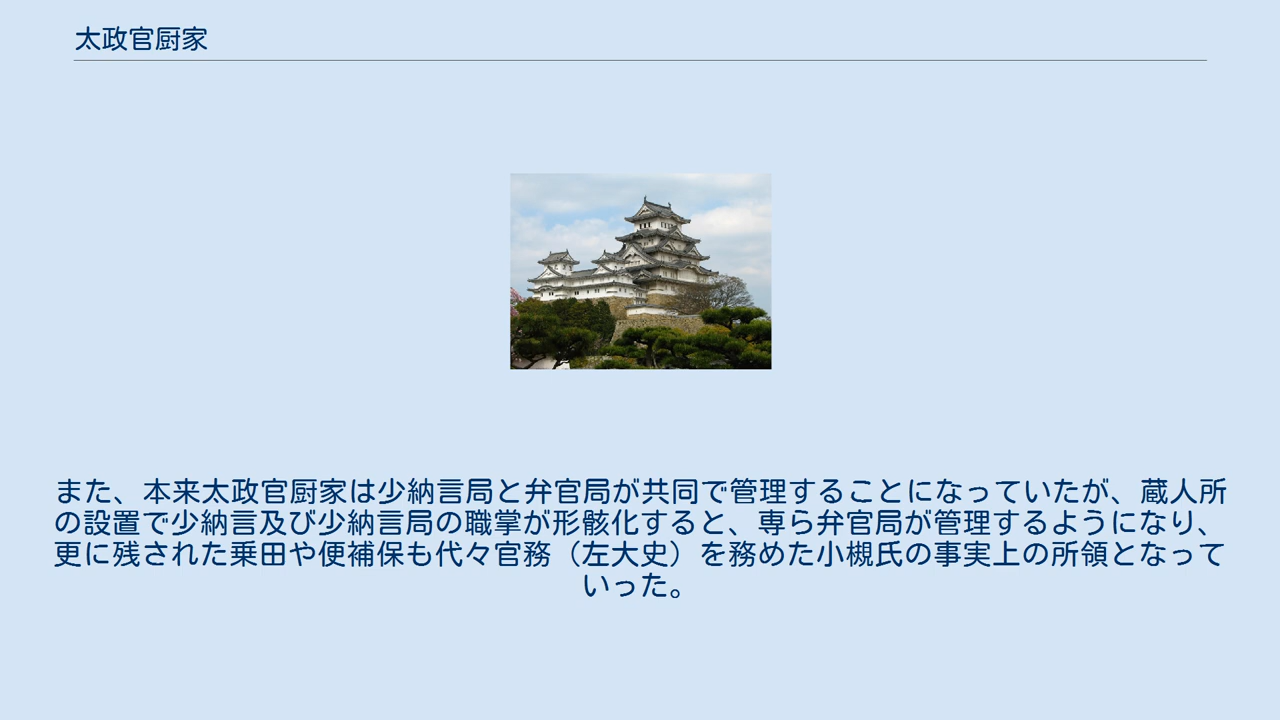 太政官厨家
また、本来太政官厨家は少納言局と弁官局が共同で管理することになっていたが、蔵人所
の設置で少納言及び少納言局の職掌が形骸化すると、専ら弁官局が管理するようになり、
更に残された乗田や便補保も代々官務（左大史）を務めた小槻氏の事実上の所領となって
いった。